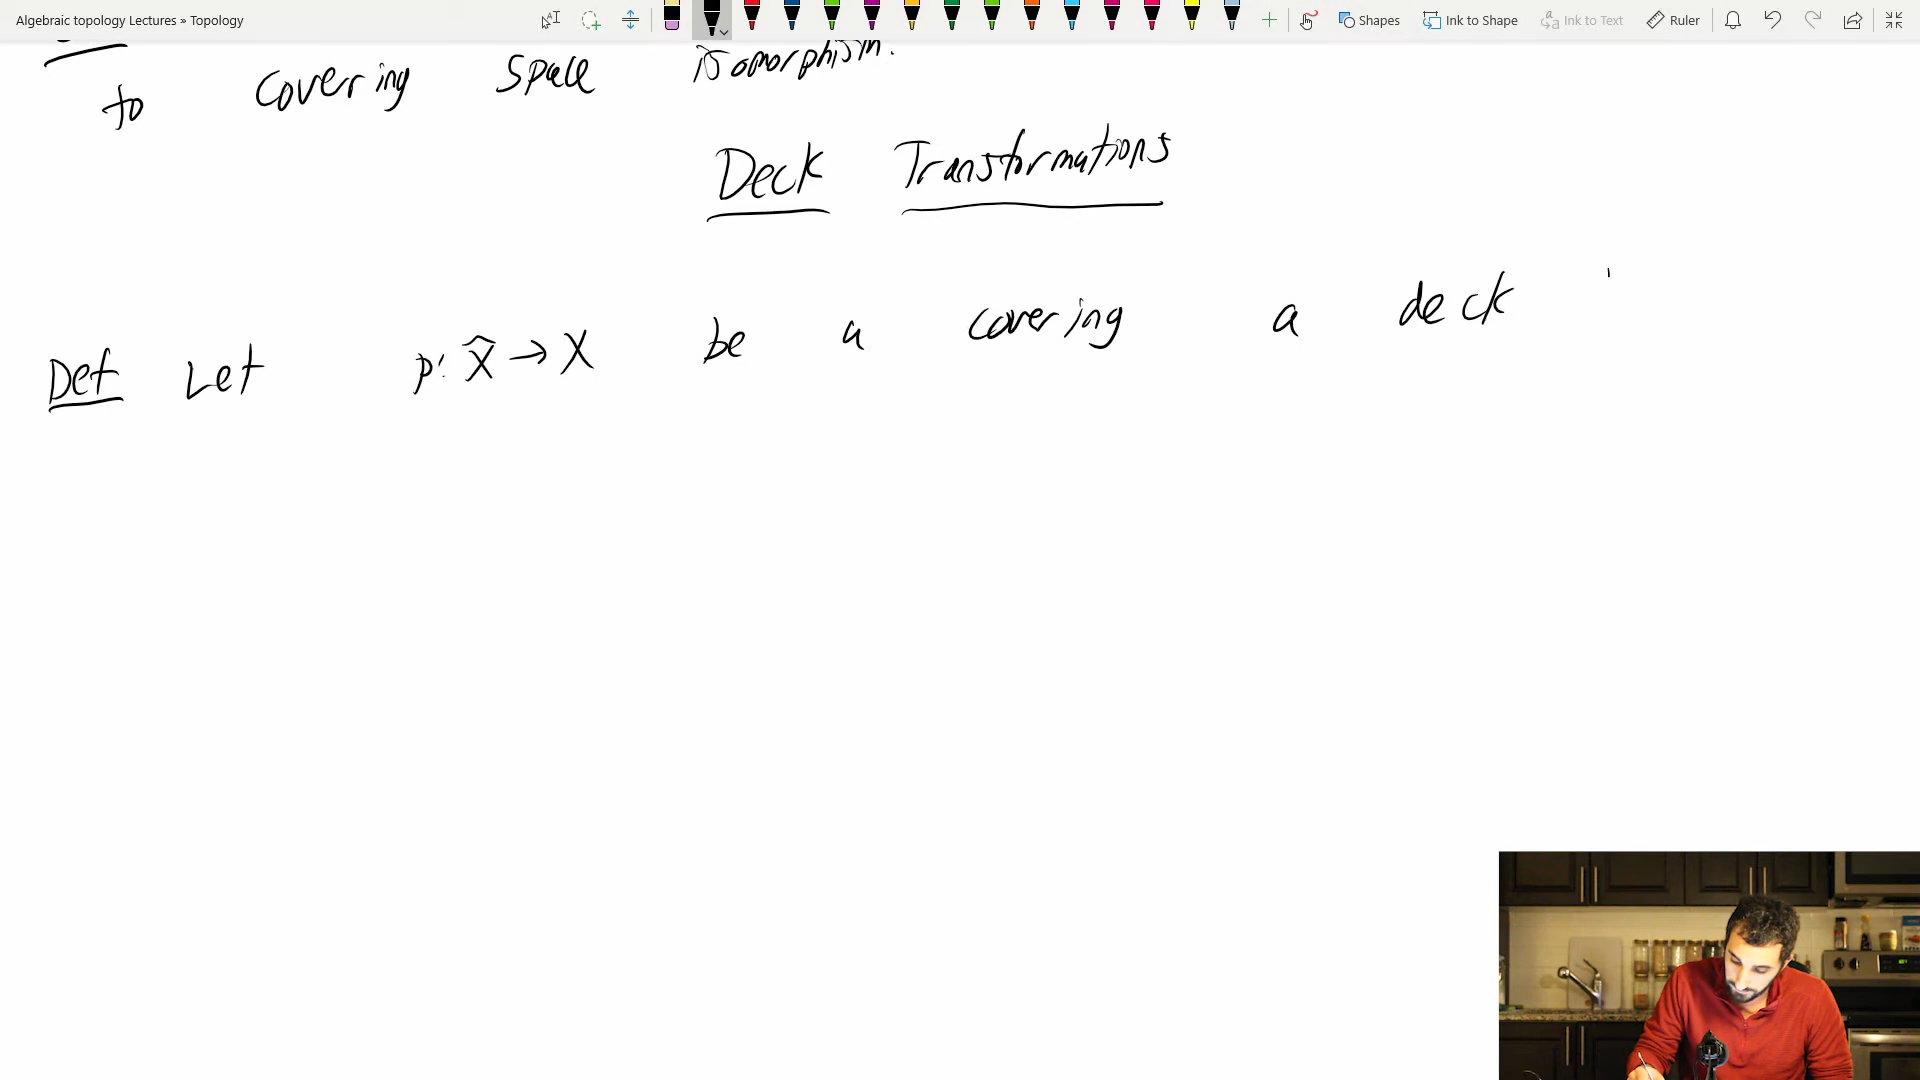 Algebraic topology Lectures » Topology
Shapes
Ink to Shape
Ink to Text
Ruler
to covering space isomorphism.
Deck Transformations
Def Let p: X̂ → X be a covering a deck